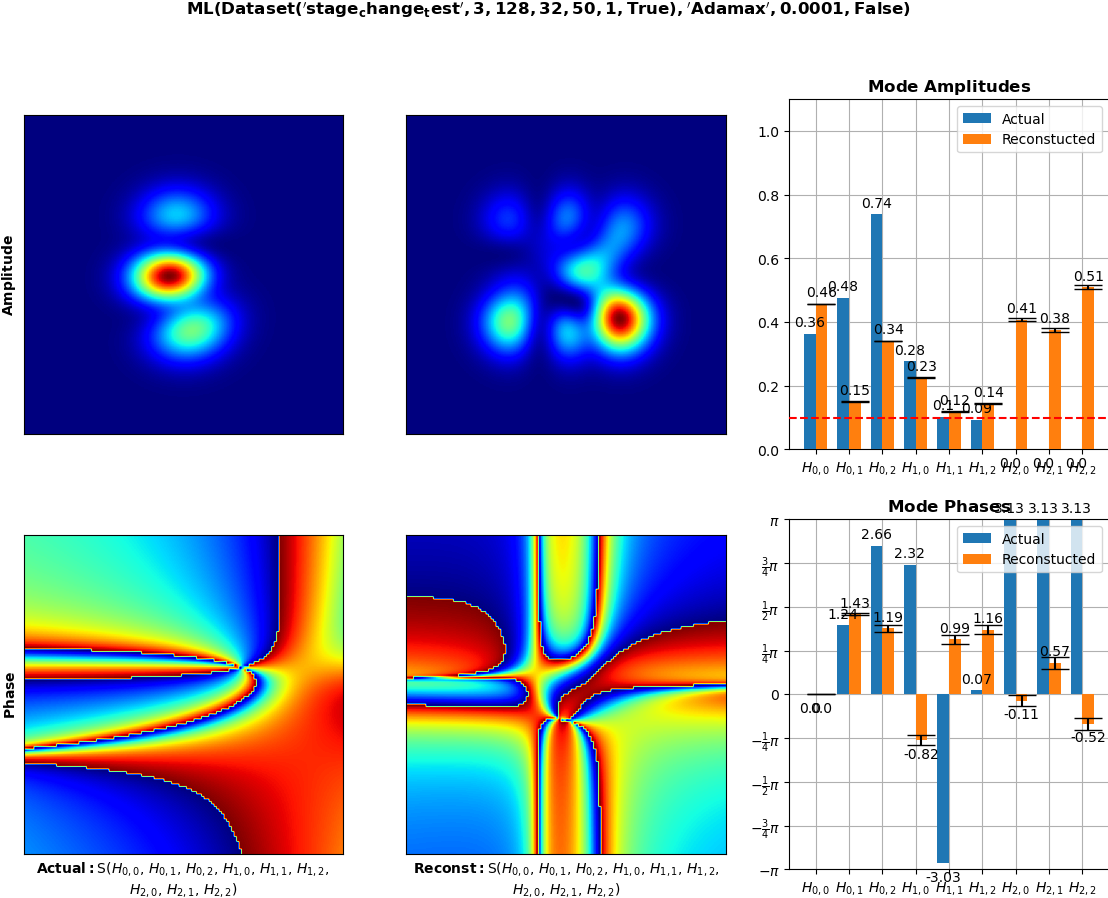 ML(Dataset('stage_change_test', 3, 128, 32, 50, 1, True), 'Adamax', 0.0001, False)
Amplitude
Mode Amplitudes
Actual
Reconstucted
1.0
0.8
0.6
0.4
0.2
0.0
0.36
0.46
0.48
0.15
0.74
0.34
0.28
0.23
0.1
0.12
0.09
0.14
0.0
0.41
0.0
0.38
0.0
0.51
H0,0 H0,1 H0,2 H1,0 H1,1 H1,2 H2,0 H2,1 H2,2
Phase
Mode Phases
Actual
Reconstucted
π
3/4π
1/2π
1/4π
0
−1/4π
−1/2π
−3/4π
−π
0.0
0.0
1.24
1.43
2.66
1.19
2.32
-0.82
-3.03
0.99
0.07
1.16
3.13
-0.11
3.13
0.57
3.13
-0.52
H0,0 H0,1 H0,2 H1,0 H1,1 H1,2 H2,0 H2,1 H2,2
Actual: S(H0,0, H0,1, H0,2, H1,0, H1,1, H1,2,
H2,0, H2,1, H2,2)
Reconst: S(H0,0, H0,1, H0,2, H1,0, H1,1, H1,2,
H2,0, H2,1, H2,2)